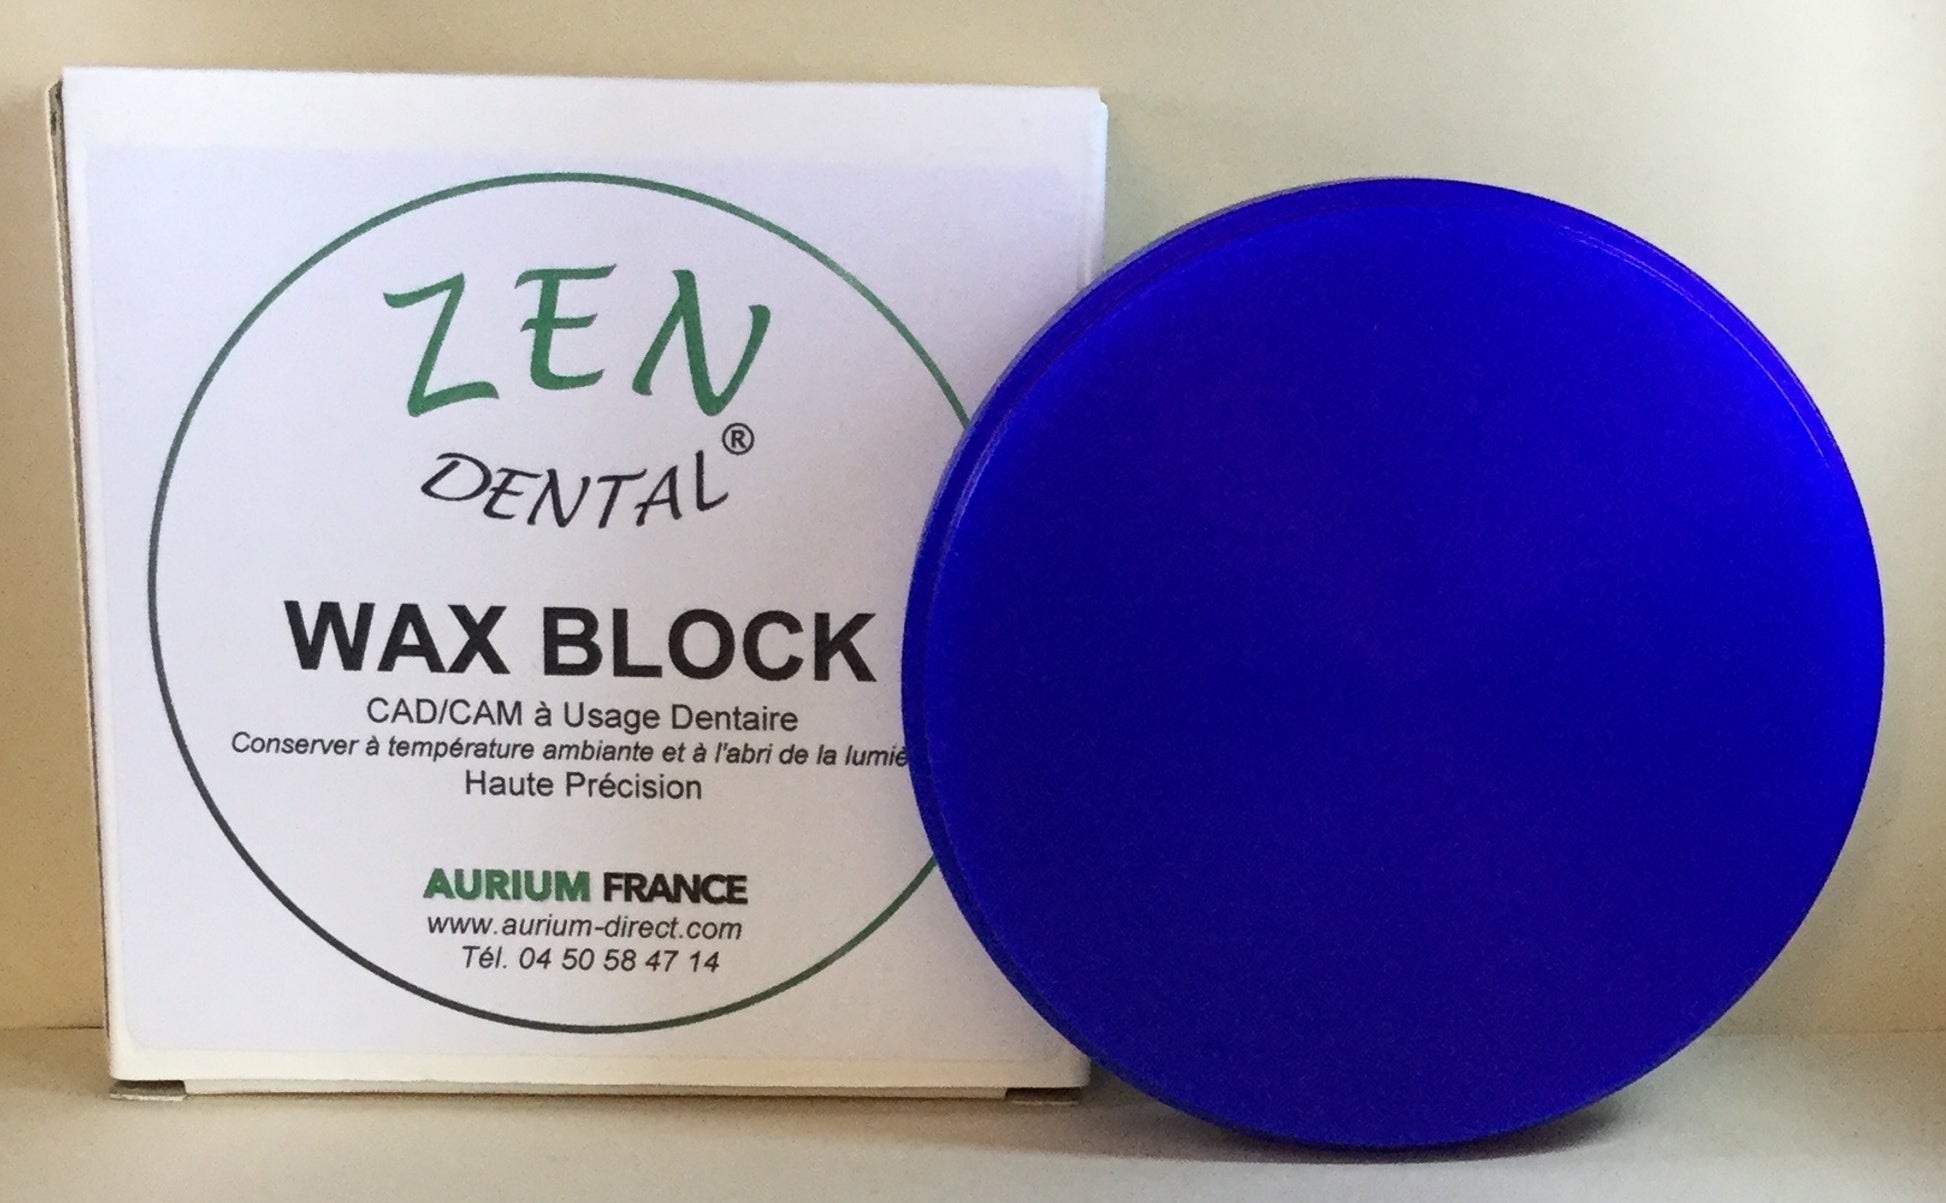 ZEN
DENTAL®
WAX BLOCK
CAD/CAM à Usage Dentaire
Conserver à température ambiante et à l'abri de la
Haute Précision
AURIUM FRANCE
www.aurium-direct.com
Tél. 04 50 58 47 14